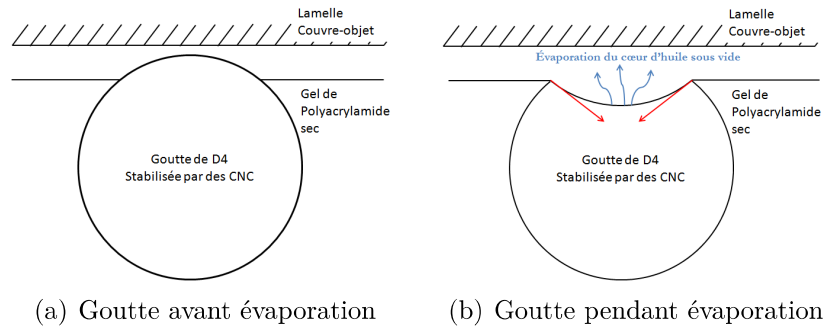 Lamelle
Couvre-objet
Gel de
Polyacrylamide
sec
Goutte de D4
Stabilisée par des CNC
(a) Goutte avant évaporation
Lamelle
Couvre-objet
Évaporation du cœur d'huile sous vide
Gel de
Polyacrylamide
sec
Goutte de D4
Stabilisée par des CNC
(b) Goutte pendant évaporation